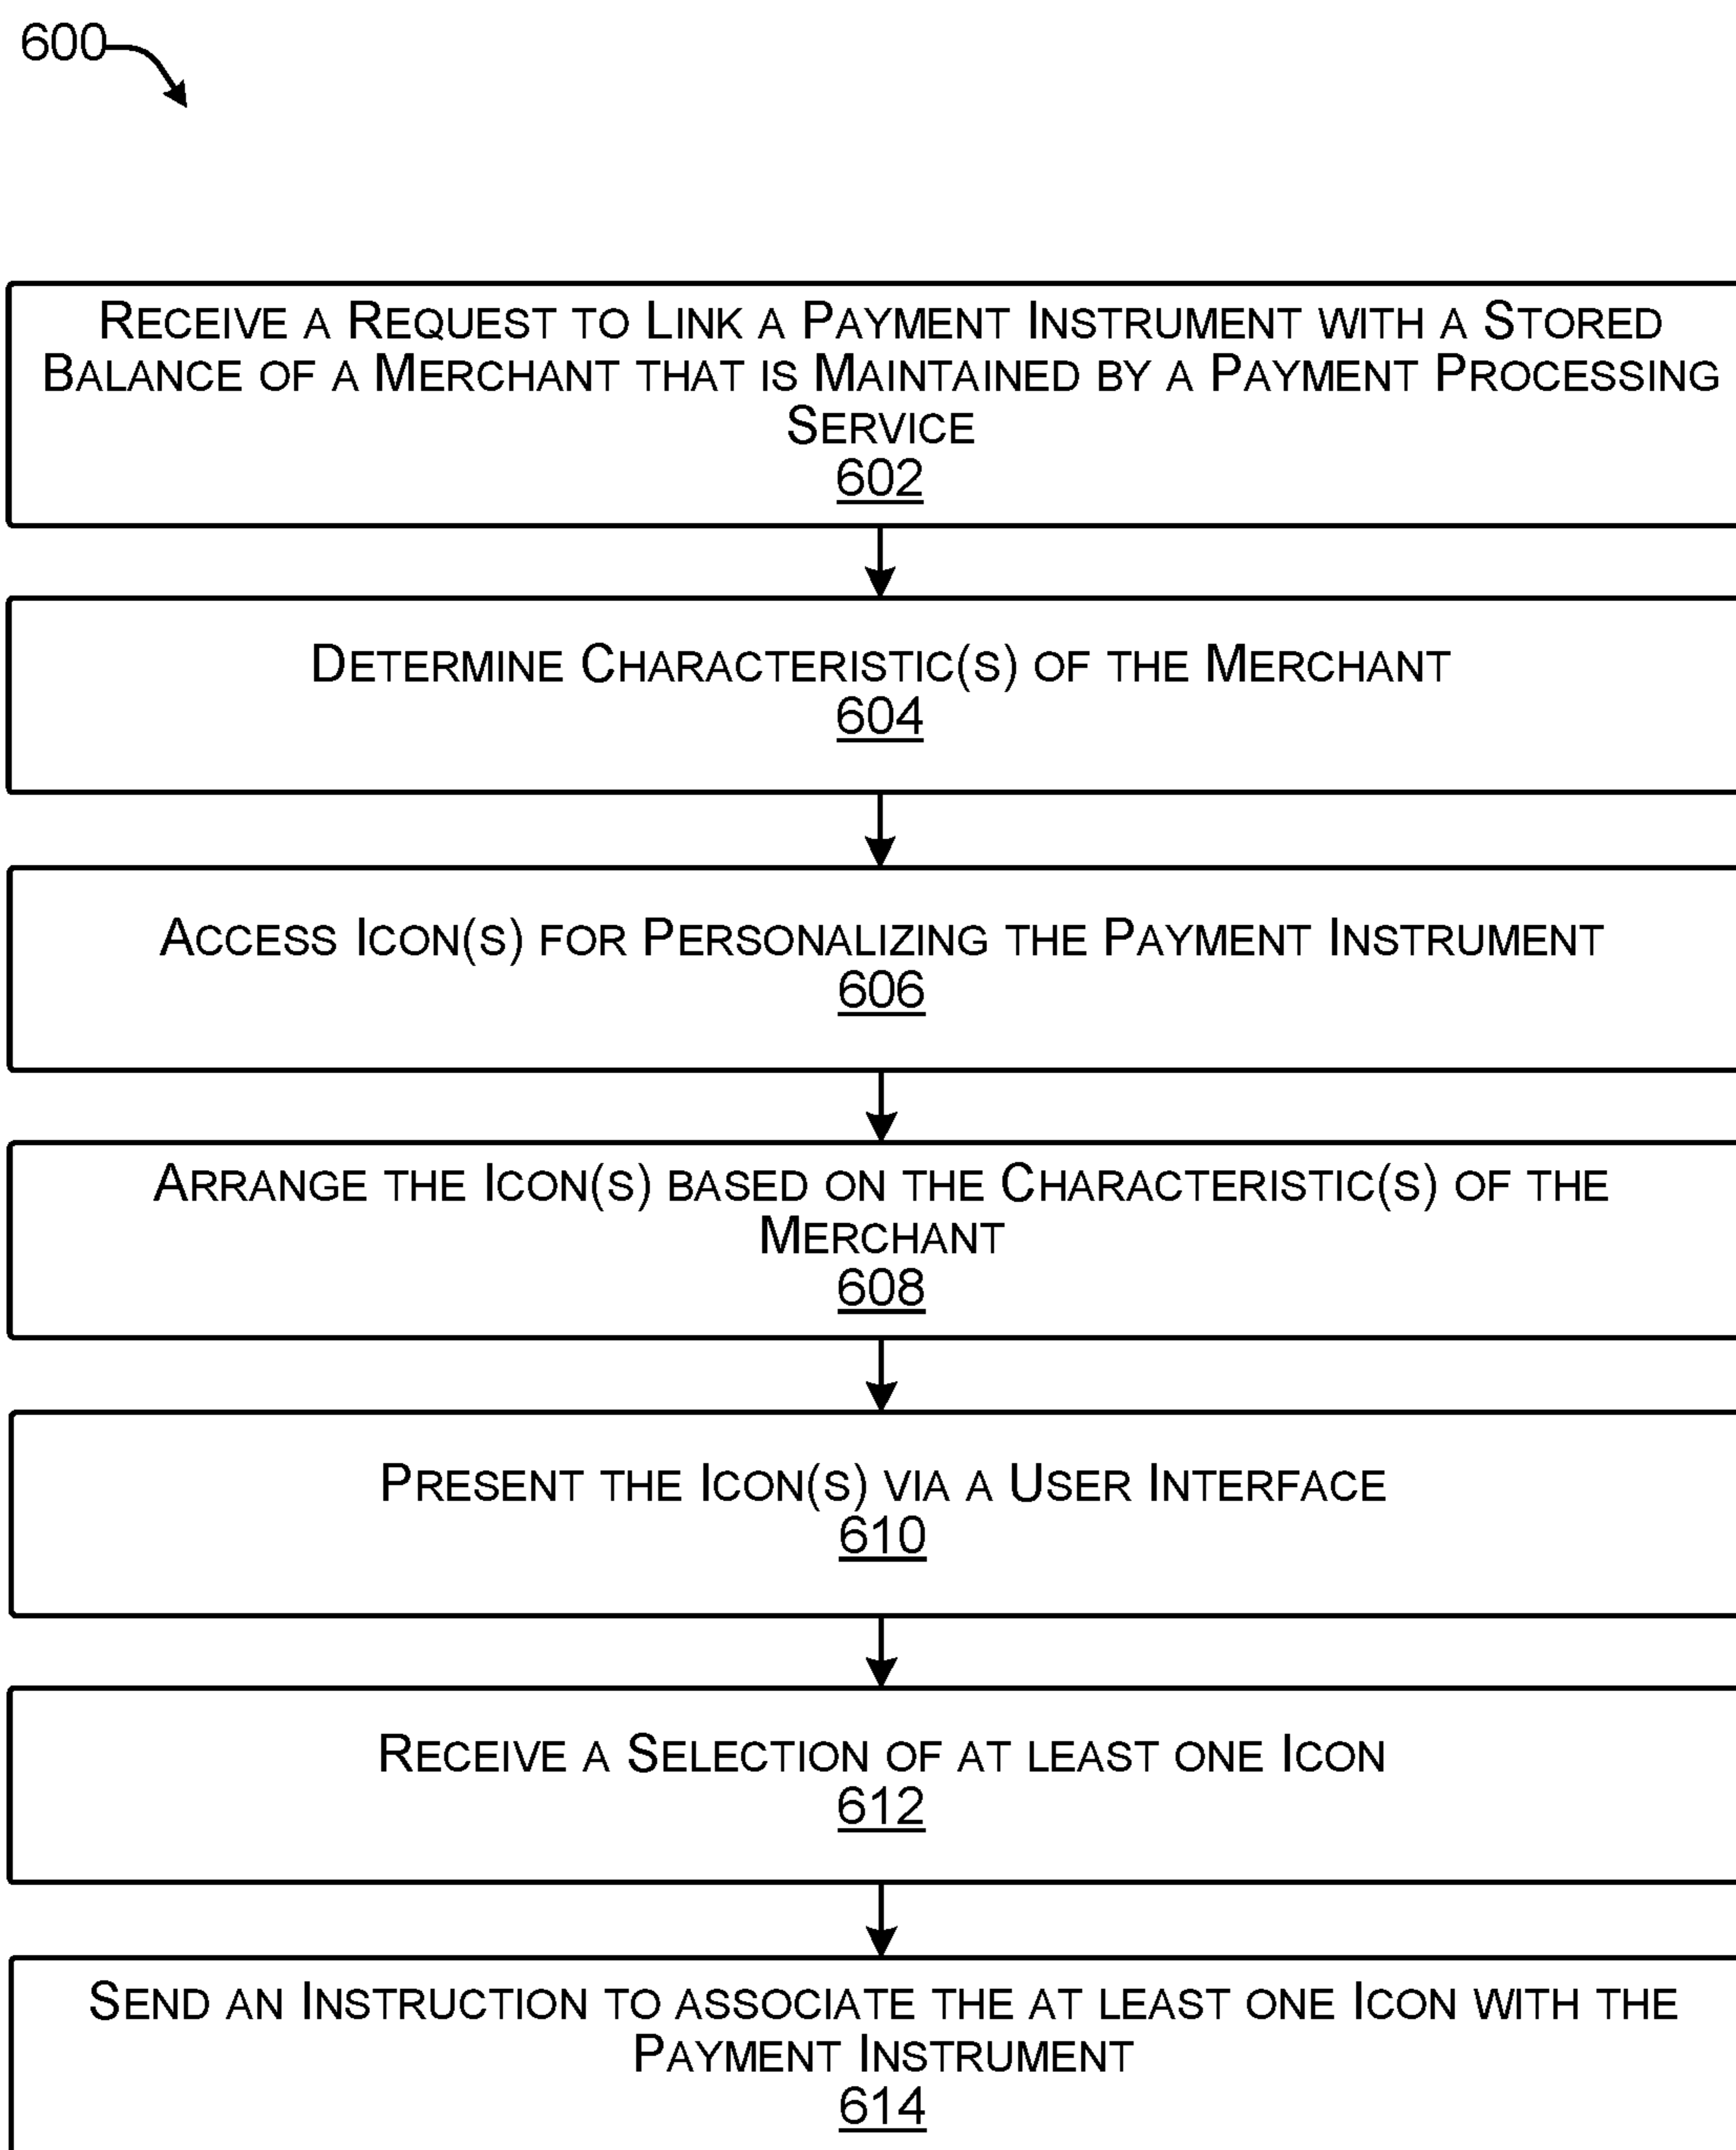 600
Receive a Request to Link a Payment Instrument with a Stored
Balance of a Merchant that is Maintained by a Payment Processing
Service
602
Determine Characteristic(s) of the Merchant
604
Access Icon(s) for Personalizing the Payment Instrument
606
Arrange the Icon(s) based on the Characteristic(s) of the
Merchant
608
Present the Icon(s) via a User Interface
610
Receive a Selection of at least one Icon
612
Send an Instruction to associate the at least one Icon with the
Payment Instrument
614